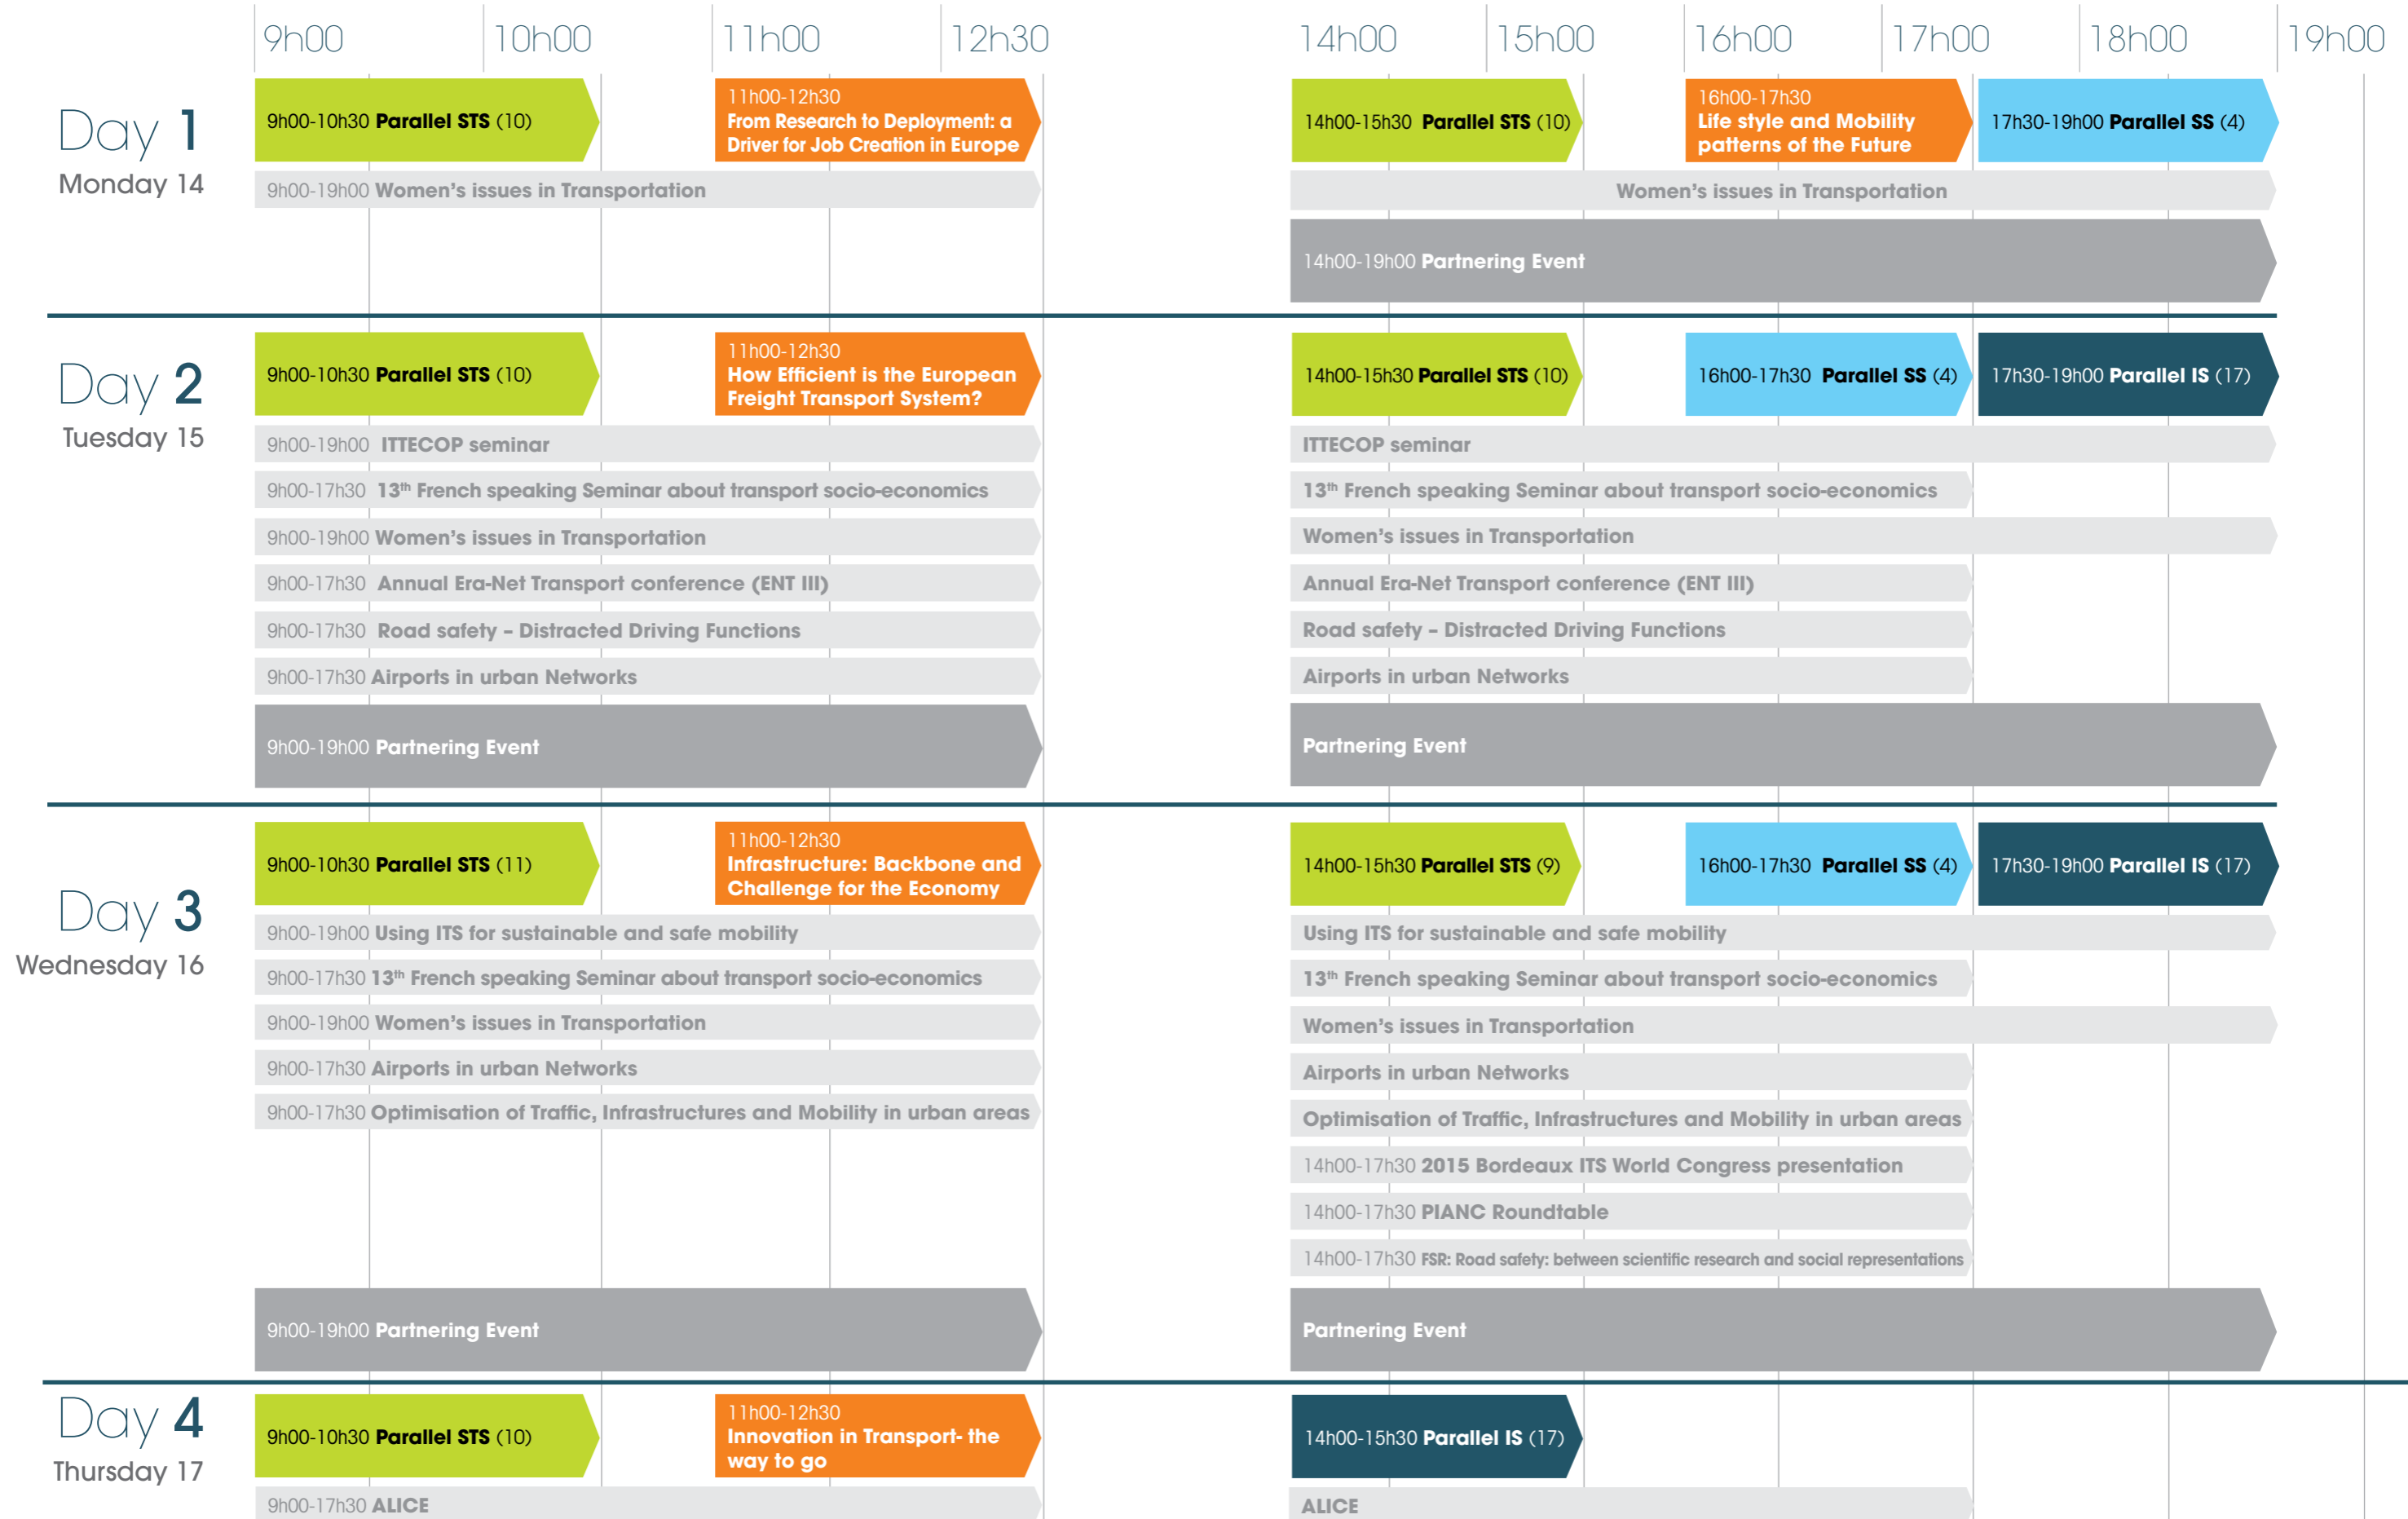 9h00 10h00 11h00 12h30 14h00 15h00 16h00 17h00 18h00 19h00
Day 1
Monday 14
9h00-10h30 Parallel STS (10)
11h00-12h30
From Research to Deployment: a
Driver for Job Creation in Europe
14h00-15h30 Parallel STS (10)
16h00-17h30
Life style and Mobility
patterns of the Future
17h30-19h00 Parallel SS (4)
9h00-19h00 Women's issues in Transportation
Women's issues in Transportation
14h00-19h00 Partnering Event
Day 2
Tuesday 15
9h00-10h30 Parallel STS (10)
11h00-12h30
How Efficient is the European
Freight Transport System?
14h00-15h30 Parallel STS (10)
16h00-17h30 Parallel SS (4)
17h30-19h00 Parallel IS (17)
9h00-19h00 ITTECOP seminar
ITTECOP seminar
9h00-17h30 13th French speaking Seminar about transport socio-economics
13th French speaking Seminar about transport socio-economics
9h00-19h00 Women's issues in Transportation
Women's issues in Transportation
9h00-17h30 Annual Era-Net Transport conference (ENT III)
Annual Era-Net Transport conference (ENT III)
9h00-17h30 Road safety – Distracted Driving Functions
Road safety – Distracted Driving Functions
9h00-17h30 Airports in urban Networks
Airports in urban Networks
9h00-19h00 Partnering Event
Partnering Event
Day 3
Wednesday 16
9h00-10h30 Parallel STS (11)
11h00-12h30
Infrastructure: Backbone and
Challenge for the Economy
14h00-15h30 Parallel STS (9)
16h00-17h30 Parallel SS (4)
17h30-19h00 Parallel IS (17)
9h00-19h00 Using ITS for sustainable and safe mobility
Using ITS for sustainable and safe mobility
9h00-17h30 13th French speaking Seminar about transport socio-economics
13th French speaking Seminar about transport socio-economics
9h00-19h00 Women's issues in Transportation
Women's issues in Transportation
9h00-17h30 Airports in urban Networks
Airports in urban Networks
9h00-17h30 Optimisation of Traffic, Infrastructures and Mobility in urban areas
Optimisation of Traffic, Infrastructures and Mobility in urban areas
14h00-17h30 2015 Bordeaux ITS World Congress presentation
14h00-17h30 PIANC Roundtable
14h00-17h30 FSR: Road safety: between scientific research and social representations
9h00-19h00 Partnering Event
Partnering Event
Day 4
Thursday 17
9h00-10h30 Parallel STS (10)
11h00-12h30
Innovation in Transport- the
way to go
14h00-15h30 Parallel IS (17)
9h00-17h30 ALICE
ALICE